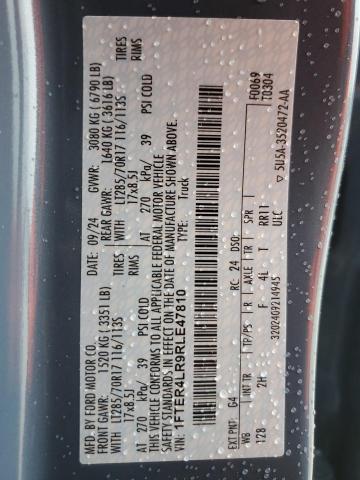 MFD. BY FORD MOTOR CO. 09/24 GVWR: 3080 KG ( 6790 LB)
FRONT GAWR: 1520 KG ( 3351 LB) REAR GAWR: 1640 KG ( 3616 LB)
WITH LT285/70R17 116/113S TIRES WITH LT285/70R17 116/113S TIRES
17x8.5J RIMS 17x8.5J RIMS
AT 270 kPa/ 39 PSI COLD AT 270 kPa/ 39 PSI COLD
THIS VEHICLE CONFORMS TO ALL APPLICABLE FEDERAL MOTOR VEHICLE
SAFETY AND THEFT PREVENTION STANDARDS IN EFFECT ON THE DATE OF MANUFACTURE SHOWN ABOVE.
VIN: 1FTER4LR9RLE47810 TYPE: Truck
F0069
T0304
EXT PNT: G4 RC: 24 DSO:
WB INT TR TP/PS R AXLE TR SPR
128 2H F 4L T RR11
ULC
3202409214945 ▽ 5U5A-3520472-AA